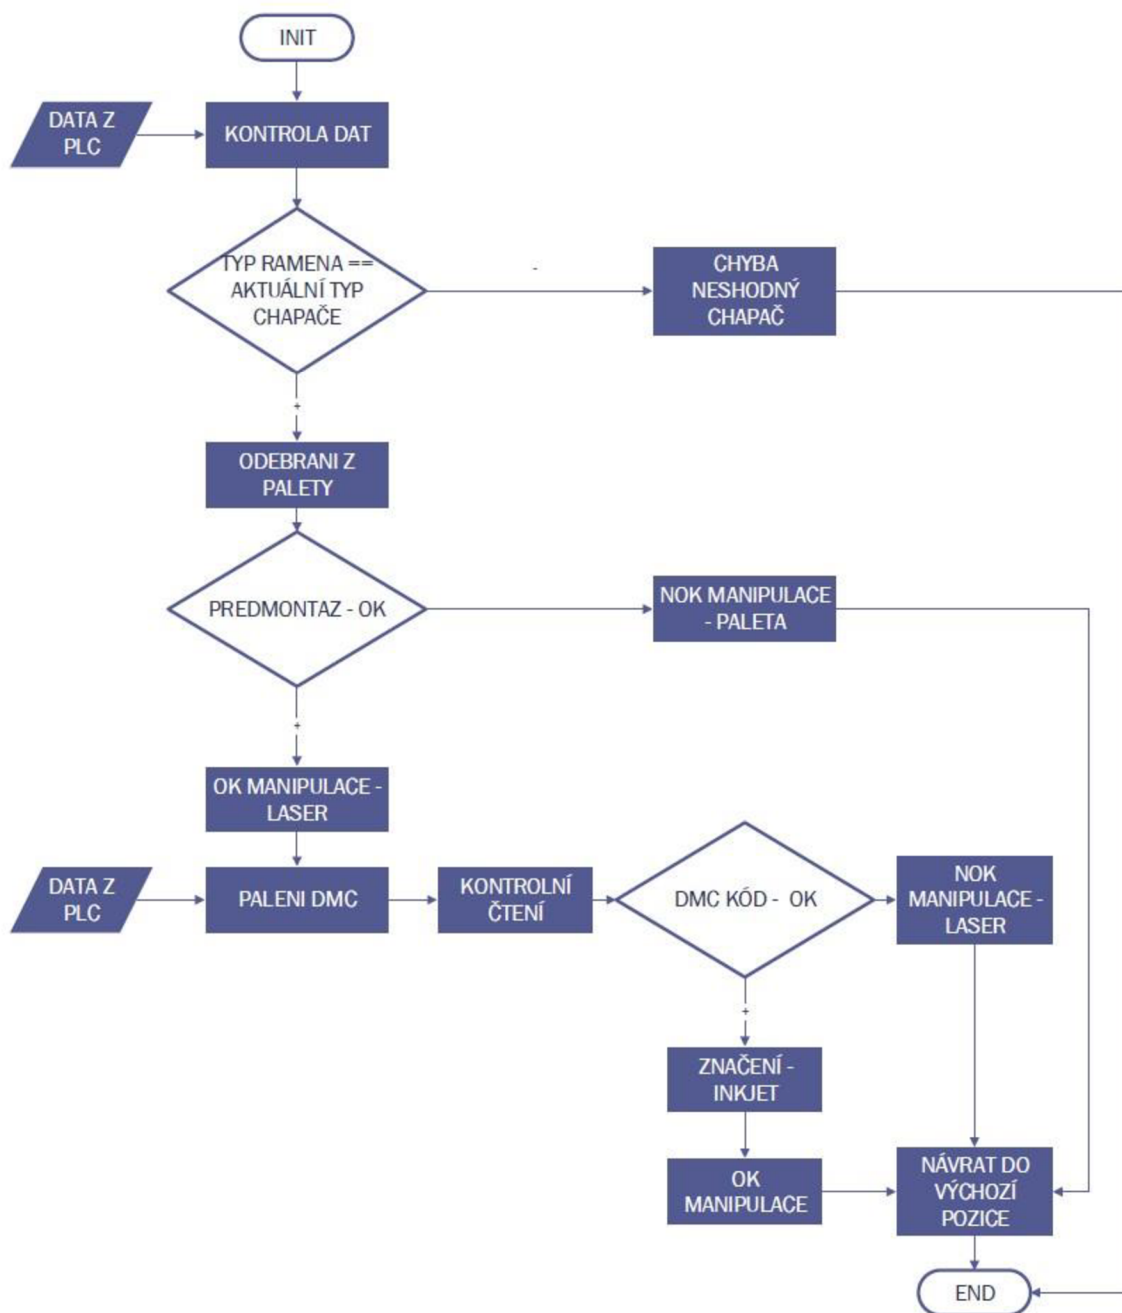 INIT
DATA Z
PLC
KONTROLA DAT
TYP RAMENA ==
AKTUÁLNÍ TYP
CHAPAČE
-
CHYBA
NESHODNÝ
CHAPAČ
+
ODEBRANI Z
PALETY
PREDMONTAZ - OK
NOK MANIPULACE
- PALETA
+
OK MANIPULACE -
LASER
DATA Z
PLC
PALENI DMC
KONTROLNÍ
ČTENÍ
DMC KÓD - OK
NOK
MANIPULACE -
LASER
+
ZNAČENÍ -
INKJET
OK
MANIPULACE
NÁVRAT DO
VÝCHOZÍ
POZICE
END